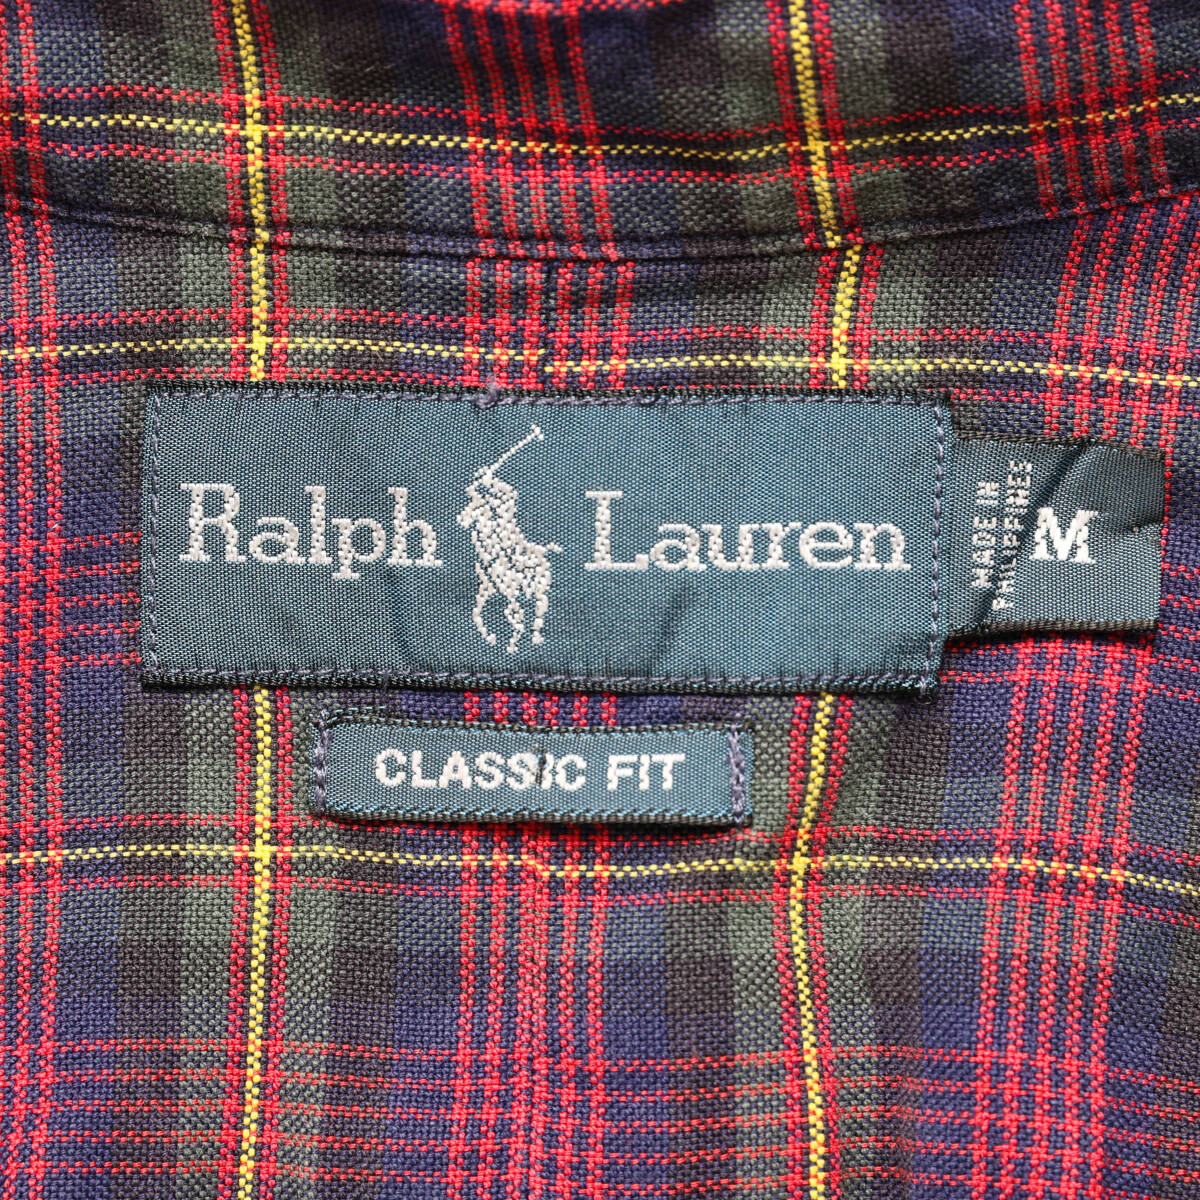 Ralph Lauren
MADE IN
PHILIPPINES
M
CLASSIC FIT